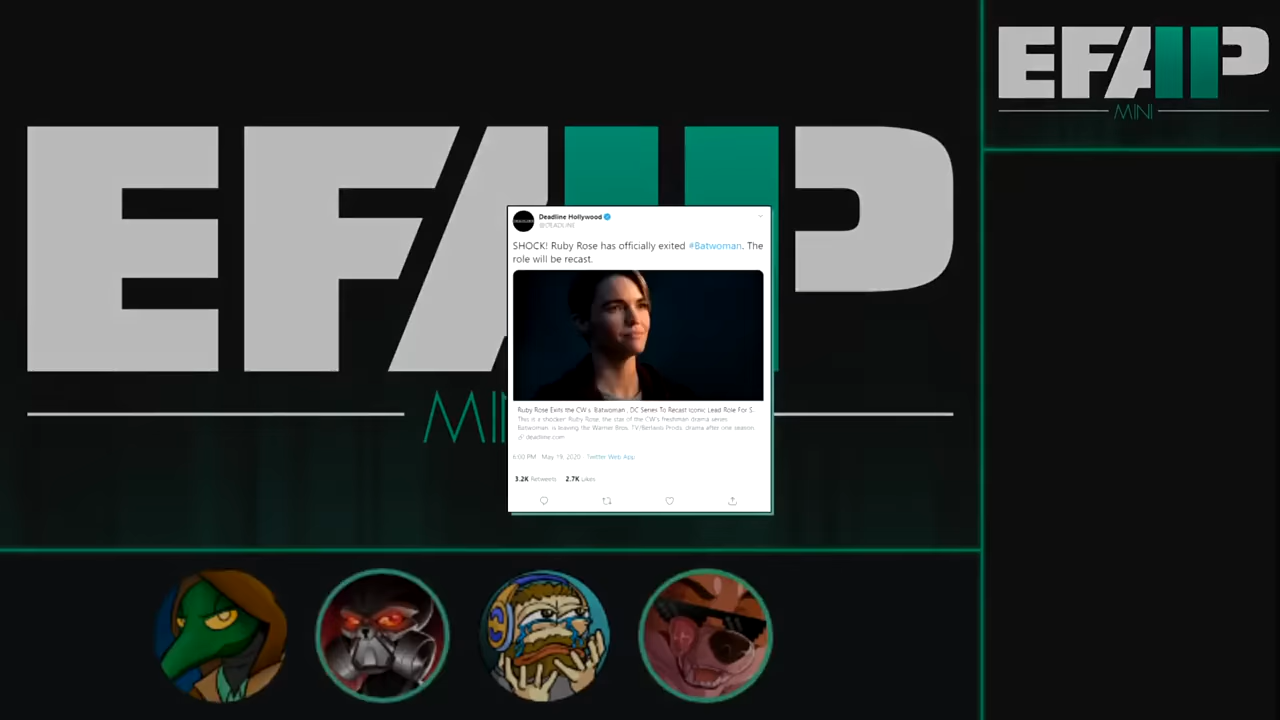 EFAP
MINI
EFAP
MINI
Deadline Hollywood
@DEADLINE
SHOCK! Ruby Rose has officially exited #Batwoman. The
role will be recast.
Ruby Rose Exits the CW's 'Batwoman', DC Series To Recast Iconic Lead Role For S
This is a shocker: Ruby Rose, the star of the CW's freshman drama series
Batwoman, is leaving the Warner Bros. TV/Berlanti Prods. drama after one season.
deadline.com
6:00 PM · May 19, 2020 · Twitter Web App
3.2K Retweets 2.7K Likes